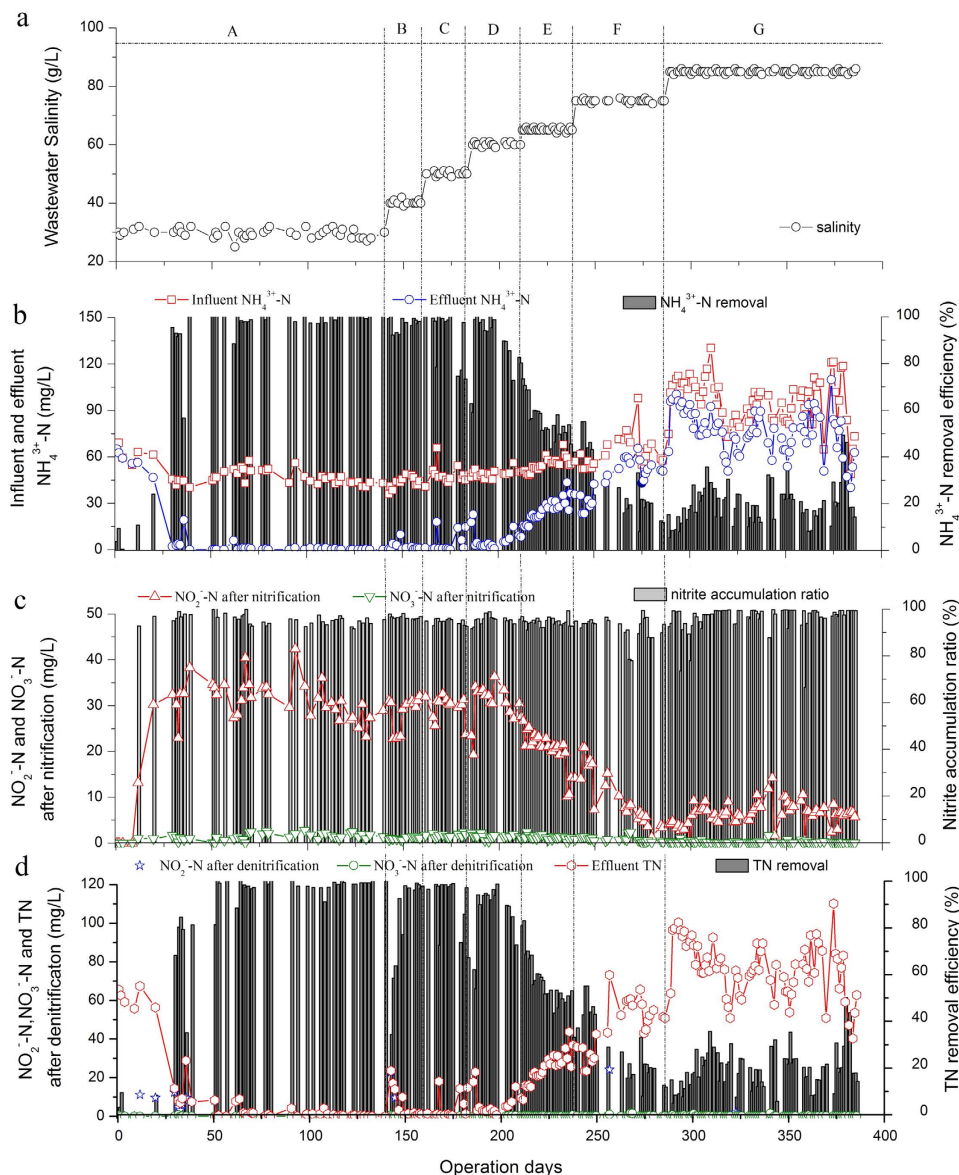 a
A B C D E F G
100
80
60
40
20
Wastewater Salinity (g/L)
salinity
b
Influent NH₄³⁺-N Effluent NH₄³⁺-N NH₄³⁺-N removal
150
120
90
60
30
0
Influent and effluent
NH₄³⁺-N (mg/L)
100
80
60
40
20
0
NH₄³⁺-N removal efficiency (%)
c
NO₂⁻-N after nitrification NO₃⁻-N after nitrification nitrite accumulation ratio
50
40
30
20
10
0
NO₂⁻-N and NO₃⁻-N
after nitrification (mg/L)
100
80
60
40
20
0
Nitrite accumulation ratio (%)
d
NO₂⁻-N after denitrification NO₃⁻-N after denitrification Effluent TN TN removal
120
100
80
60
40
20
0
NO₂⁻-N,NO₃⁻-N and TN
after denitrification (mg/L)
100
80
60
40
20
0
TN removal efficiency (%)
0 50 100 150 200 250 300 350 400
Operation days